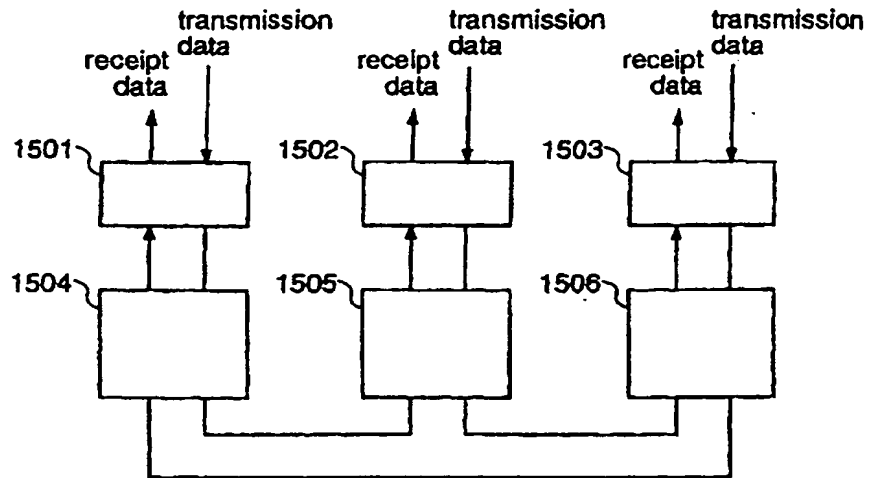 transmission
data
receipt
data
transmission
data
receipt
data
transmission
data
receipt
data
1501
1502
1503
1504
1505
1506